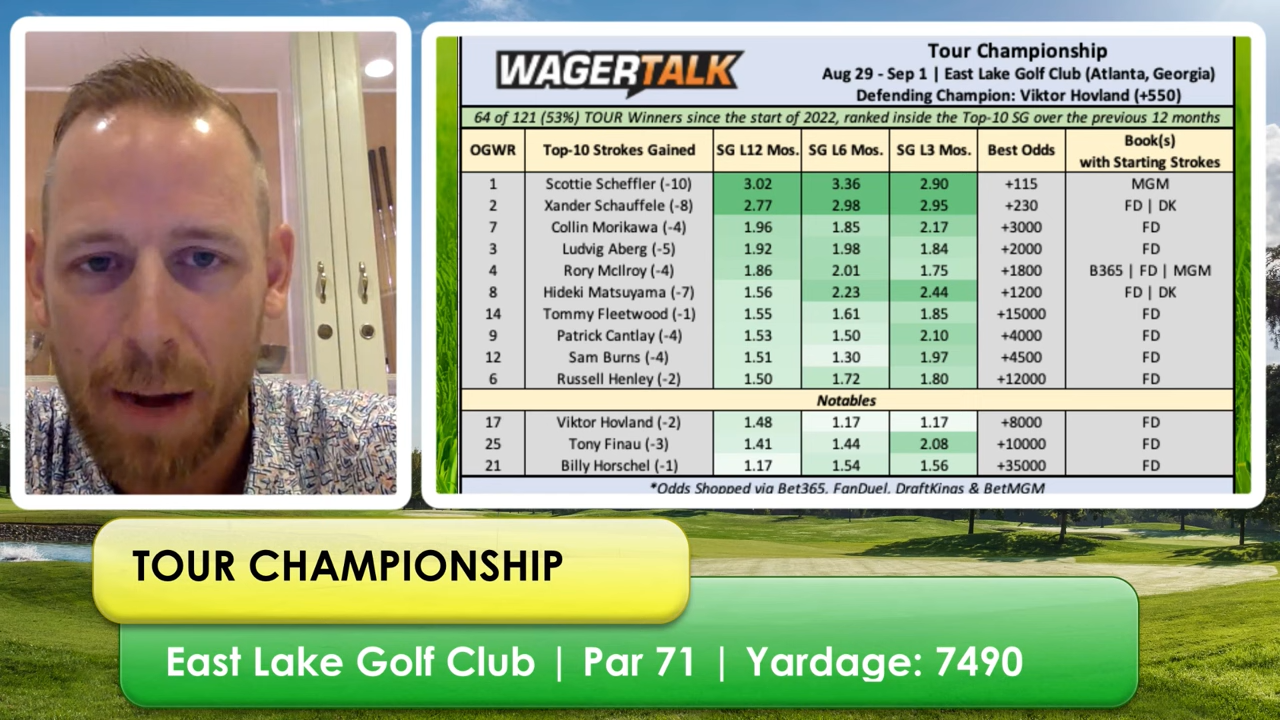 WAGERTALK
Tour Championship
Aug 29 - Sep 1 | East Lake Golf Club (Atlanta, Georgia)
Defending Champion: Viktor Hovland (+550)
64 of 121 (53%) TOUR Winners since the start of 2022, ranked inside the Top-10 SG over the previous 12 months
OGWR Top-10 Strokes Gained SG L12 Mos. SG L6 Mos. SG L3 Mos. Best Odds Book(s) with Starting Strokes
1 Scottie Scheffler (-10) 3.02 3.36 2.90 +115 MGM
2 Xander Schauffele (-8) 2.77 2.98 2.95 +230 FD | DK
7 Collin Morikawa (-4) 1.96 1.85 2.17 +3000 FD
3 Ludvig Aberg (-5) 1.92 1.98 1.84 +2000 FD
4 Rory McIlroy (-4) 1.86 2.01 1.75 +1800 B365 | FD | MGM
8 Hideki Matsuyama (-7) 1.56 2.23 2.44 +1200 FD | DK
14 Tommy Fleetwood (-1) 1.55 1.61 1.85 +15000 FD
9 Patrick Cantlay (-4) 1.53 1.50 2.10 +4000 FD
12 Sam Burns (-4) 1.51 1.30 1.97 +4500 FD
6 Russell Henley (-2) 1.50 1.72 1.80 +12000 FD
Notables
17 Viktor Hovland (-2) 1.48 1.17 1.17 +8000 FD
25 Tony Finau (-3) 1.41 1.44 2.08 +10000 FD
21 Billy Horschel (-1) 1.17 1.54 1.56 +35000 FD
*Odds Shopped via Bet365, FanDuel, DraftKings & BetMGM
TOUR CHAMPIONSHIP
East Lake Golf Club | Par 71 | Yardage: 7490